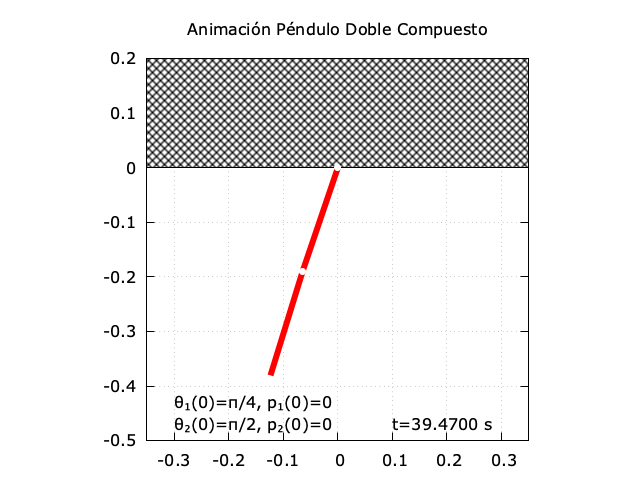 Animación Péndulo Doble Compuesto
0.2
0.1
0
-0.1
-0.2
-0.3
-0.4
-0.5
θ₁(0)=π/4, p₁(0)=0
θ₂(0)=π/2, p₂(0)=0 t=39.4700 s
-0.3 -0.2 -0.1 0 0.1 0.2 0.3